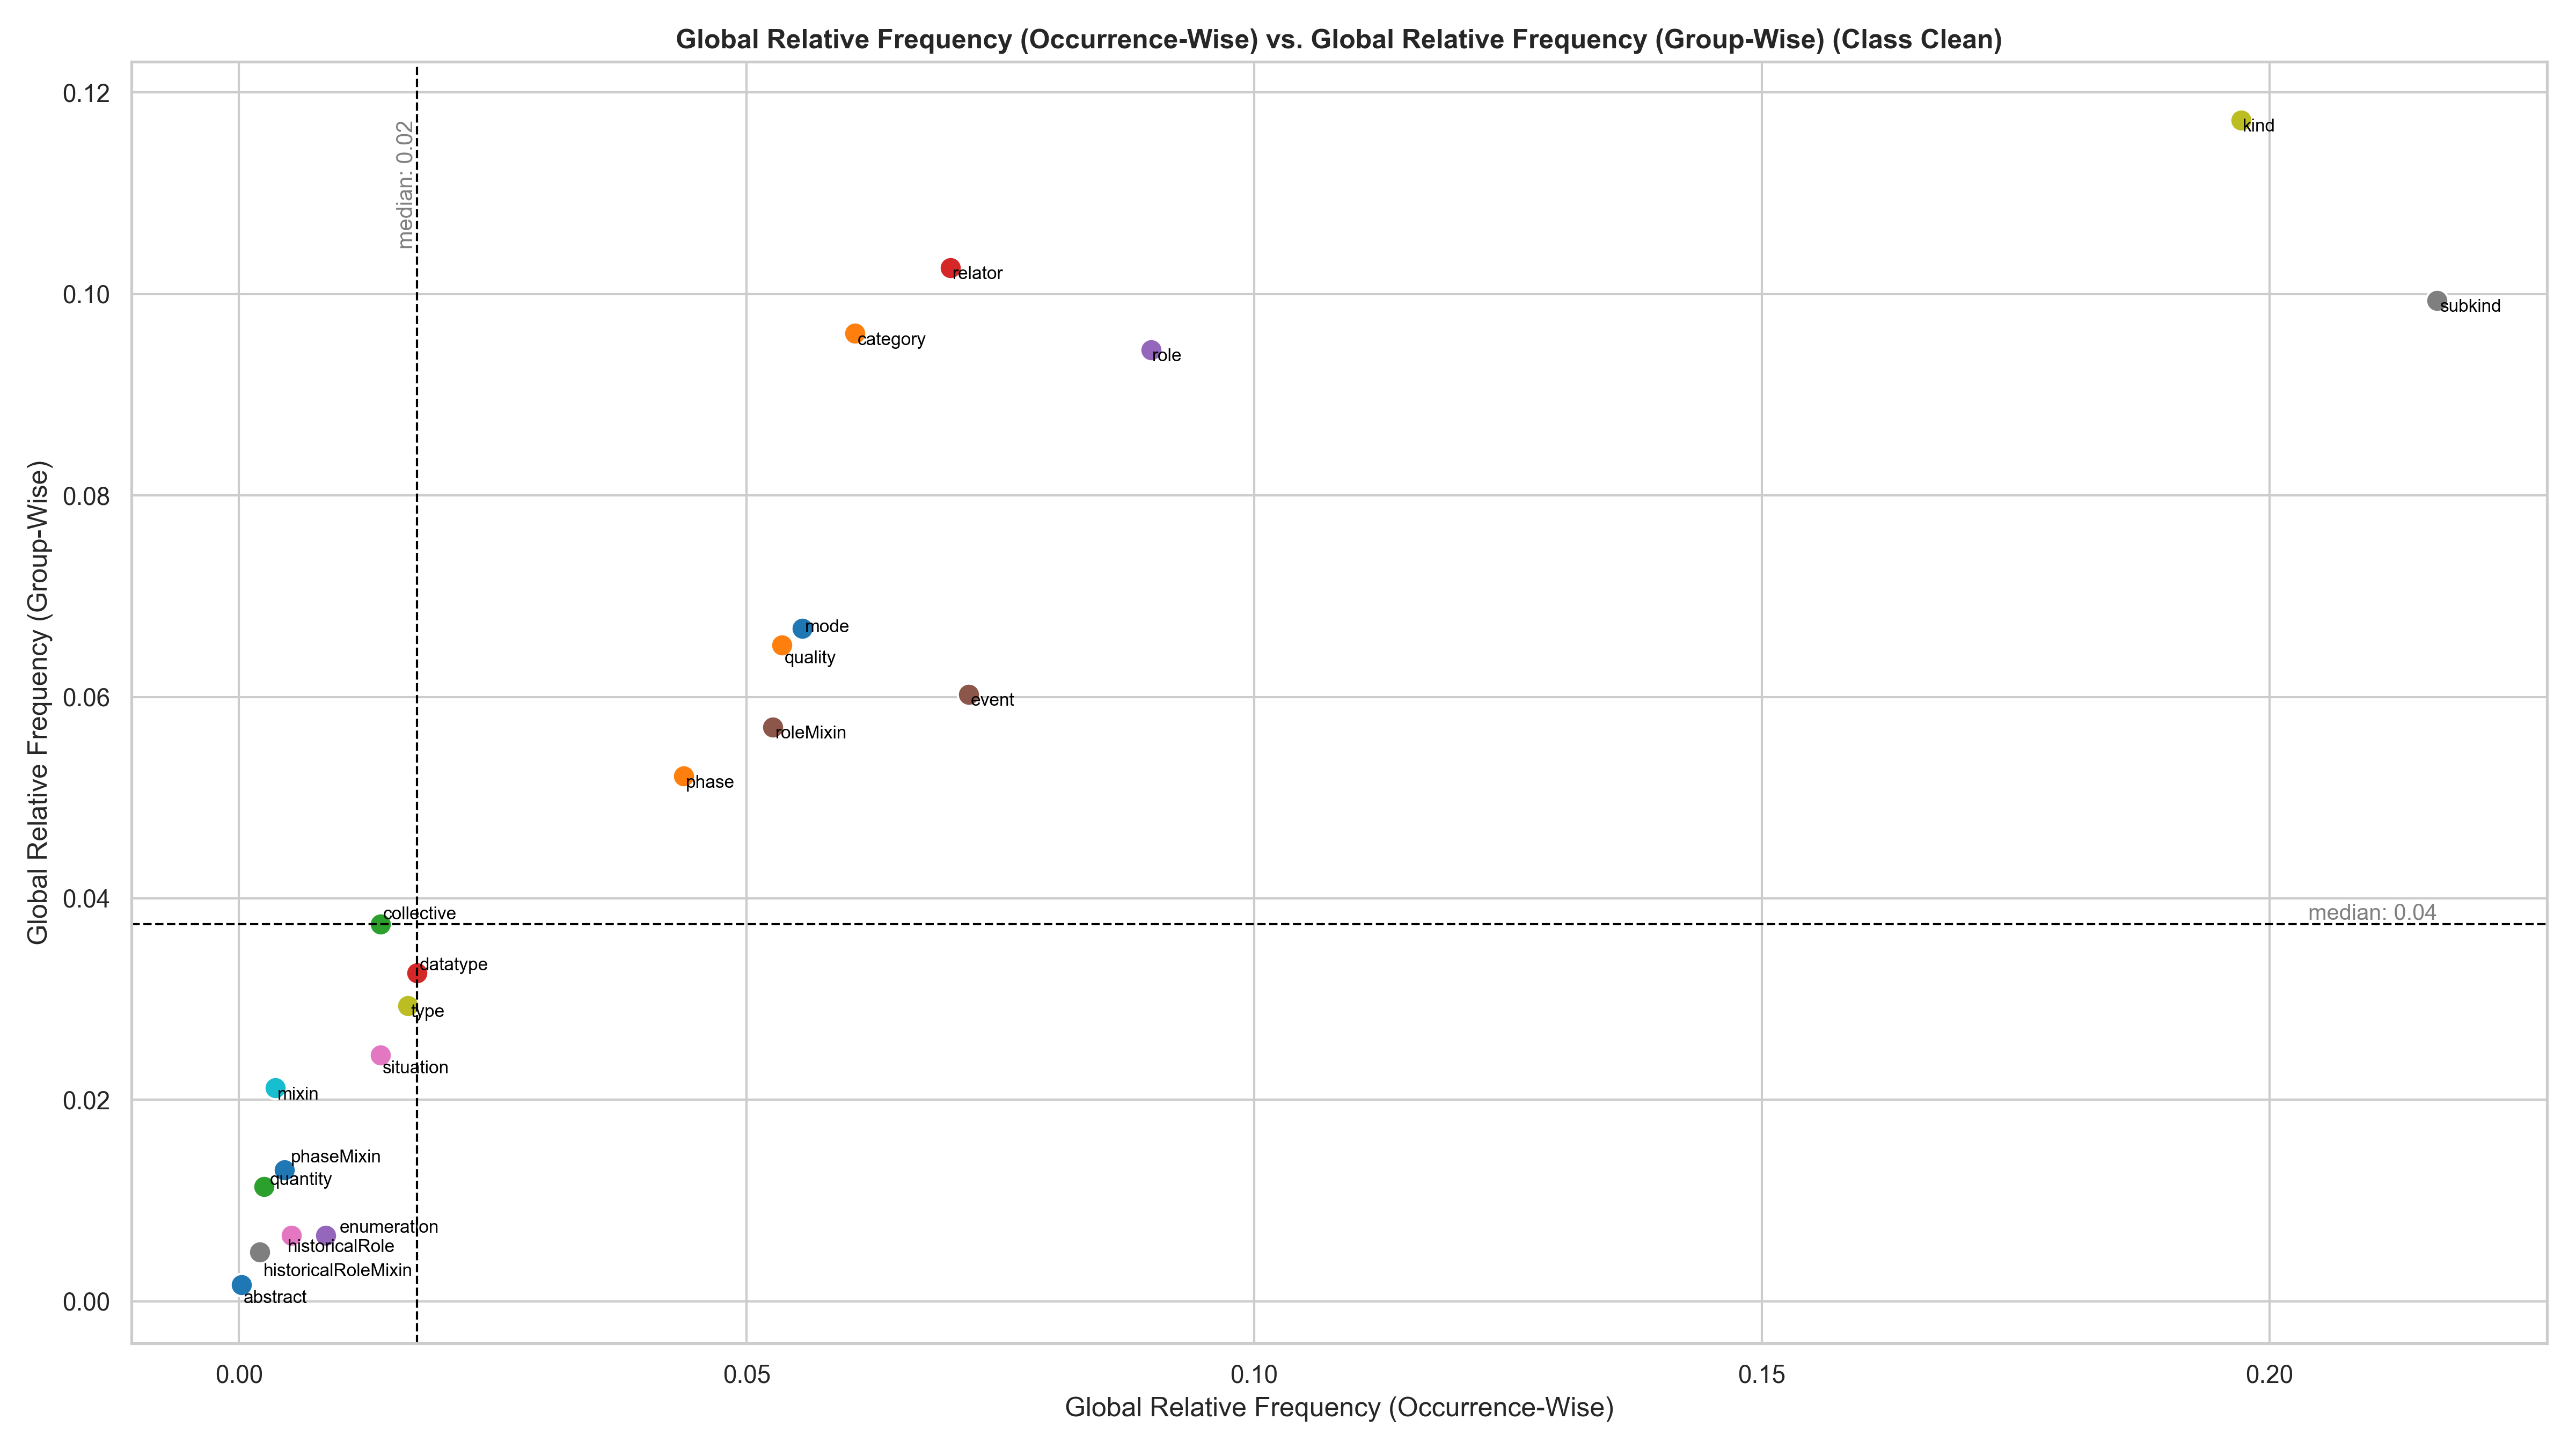 Global Relative Frequency (Occurrence-Wise) vs. Global Relative Frequency (Group-Wise) (Class Clean)
Global Relative Frequency (Group-Wise)
0.12
0.10
0.08
0.06
0.04
0.02
0.00
median: 0.02
kind
relator
subkind
category
role
mode
quality
event
roleMixin
phase
collective
median: 0.04
datatype
type
situation
mixin
phaseMixin
quantity
enumeration
historicalRole
historicalRoleMixin
abstract
0.00
0.05
0.10
0.15
0.20
Global Relative Frequency (Occurrence-Wise)